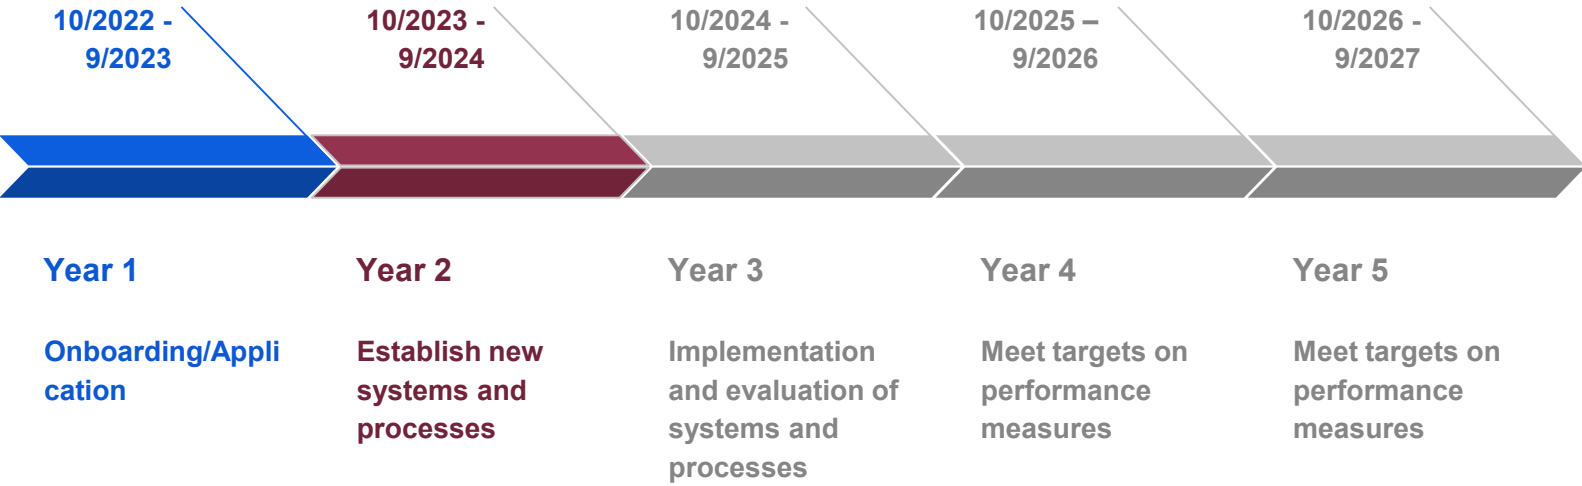 10/2022 -
9/2023
10/2023 -
9/2024
10/2024 -
9/2025
10/2025 –
9/2026
10/2026 -
9/2027
Year 1
Onboarding/Appli
cation
Year 2
Establish new
systems and
processes
Year 3
Implementation
and evaluation of
systems and
processes
Year 4
Meet targets on
performance
measures
Year 5
Meet targets on
performance
measures